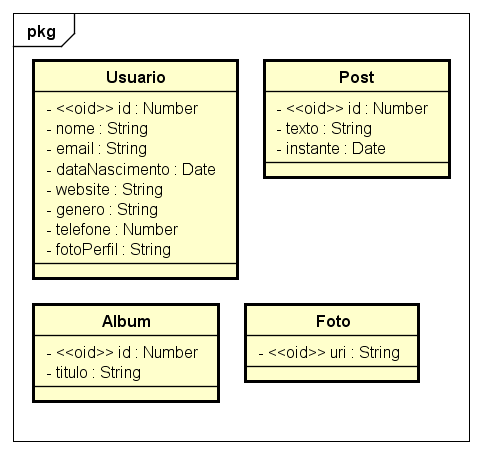 pkg
Usuario
- <<oid>> id : Number
- nome : String
- email : String
- dataNascimento : Date
- website : String
- genero : String
- telefone : Number
- fotoPerfil : String
Post
- <<oid>> id : Number
- texto : String
- instante : Date
Album
- <<oid>> id : Number
- titulo : String
Foto
- <<oid>> uri : String